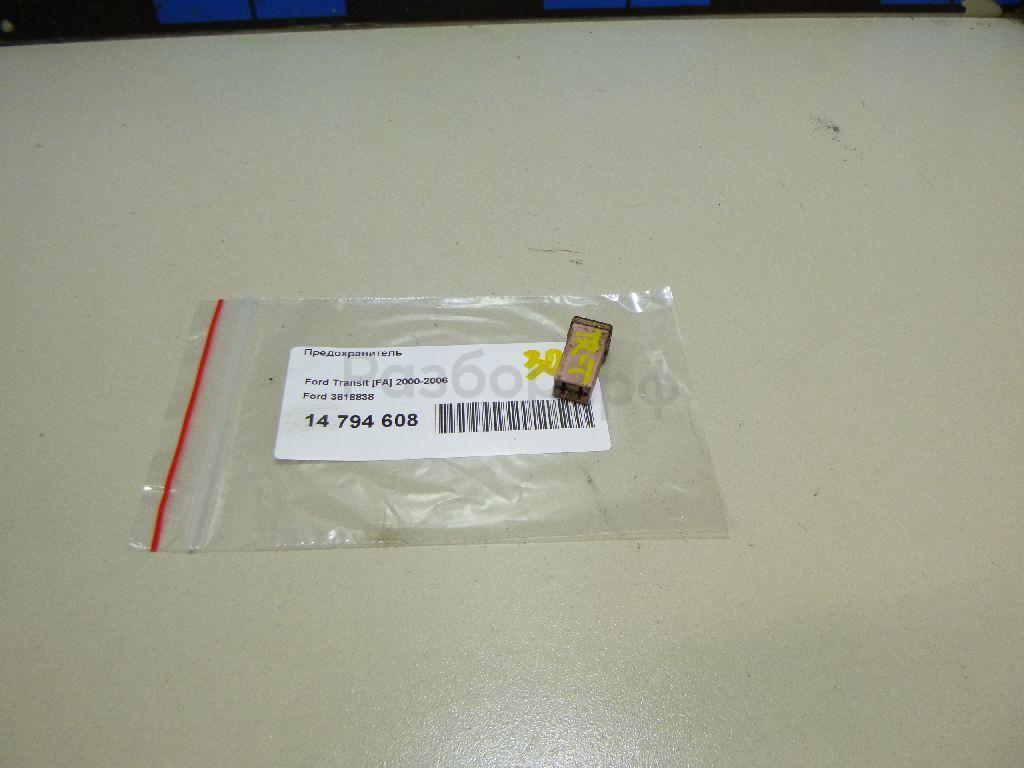 Предохранитель
Ford Transit [FA] 2000-2006
Ford 3818838
14 794 608
30